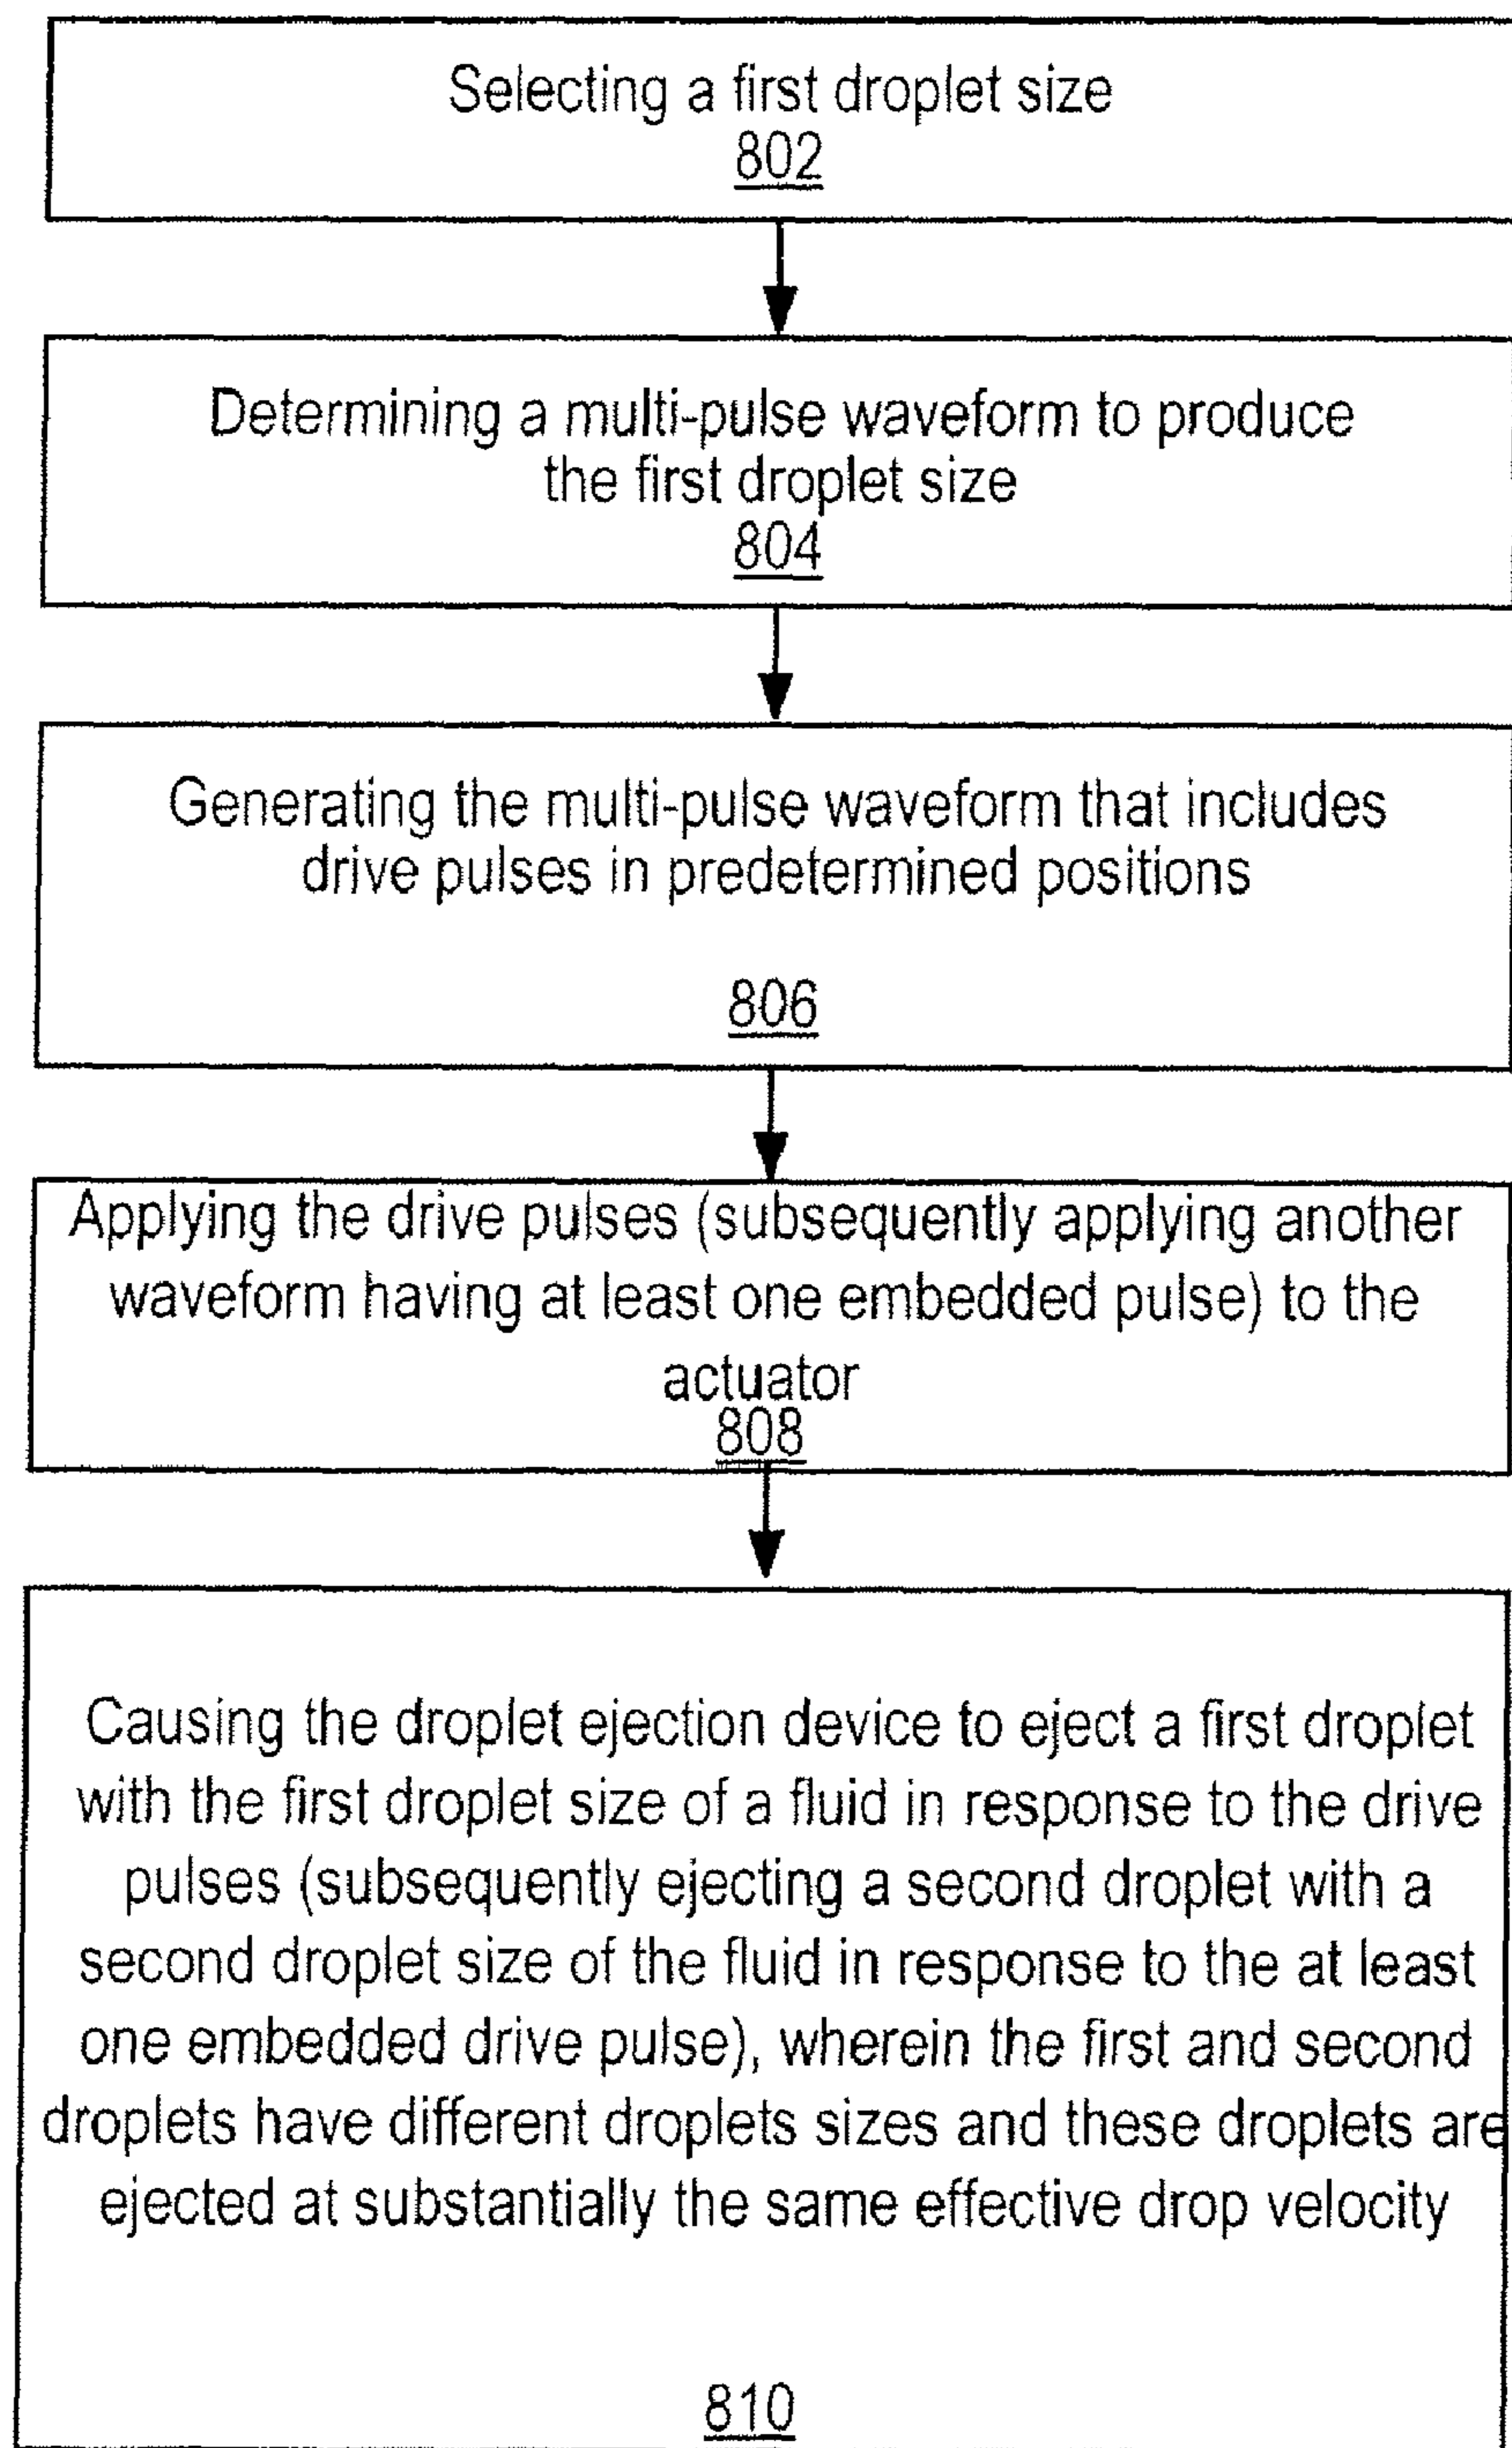 Selecting a first droplet size
802
Determining a multi-pulse waveform to produce
the first droplet size
804
Generating the multi-pulse waveform that includes
drive pulses in predetermined positions
806
Applying the drive pulses (subsequently applying another
waveform having at least one embedded pulse) to the
actuator
808
Causing the droplet ejection device to eject a first droplet
with the first droplet size of a fluid in response to the drive
pulses (subsequently ejecting a second droplet with a
second droplet size of the fluid in response to the at least
one embedded drive pulse), wherein the first and second
droplets have different droplets sizes and these droplets are
ejected at substantially the same effective drop velocity
810